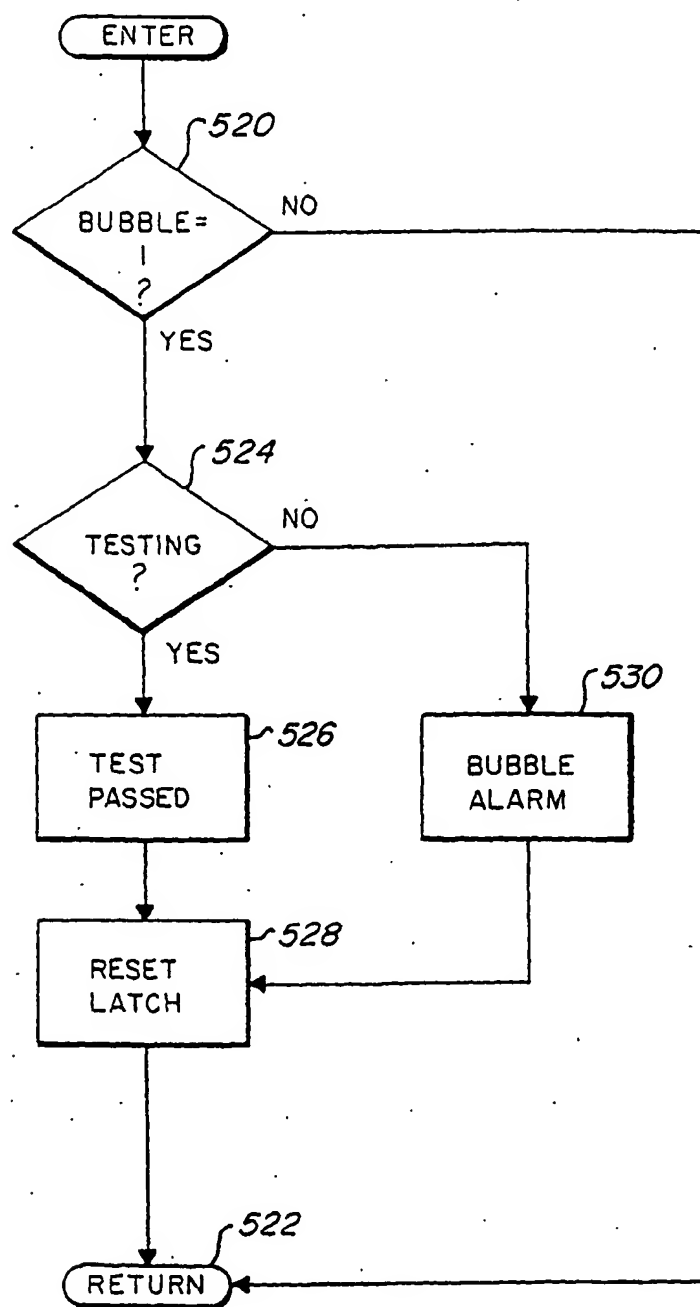 ENTER
520
BUBBLE=
1
?
NO
YES
524
TESTING
?
NO
YES
526
TEST
PASSED
530
BUBBLE
ALARM
528
RESET
LATCH
522
RETURN